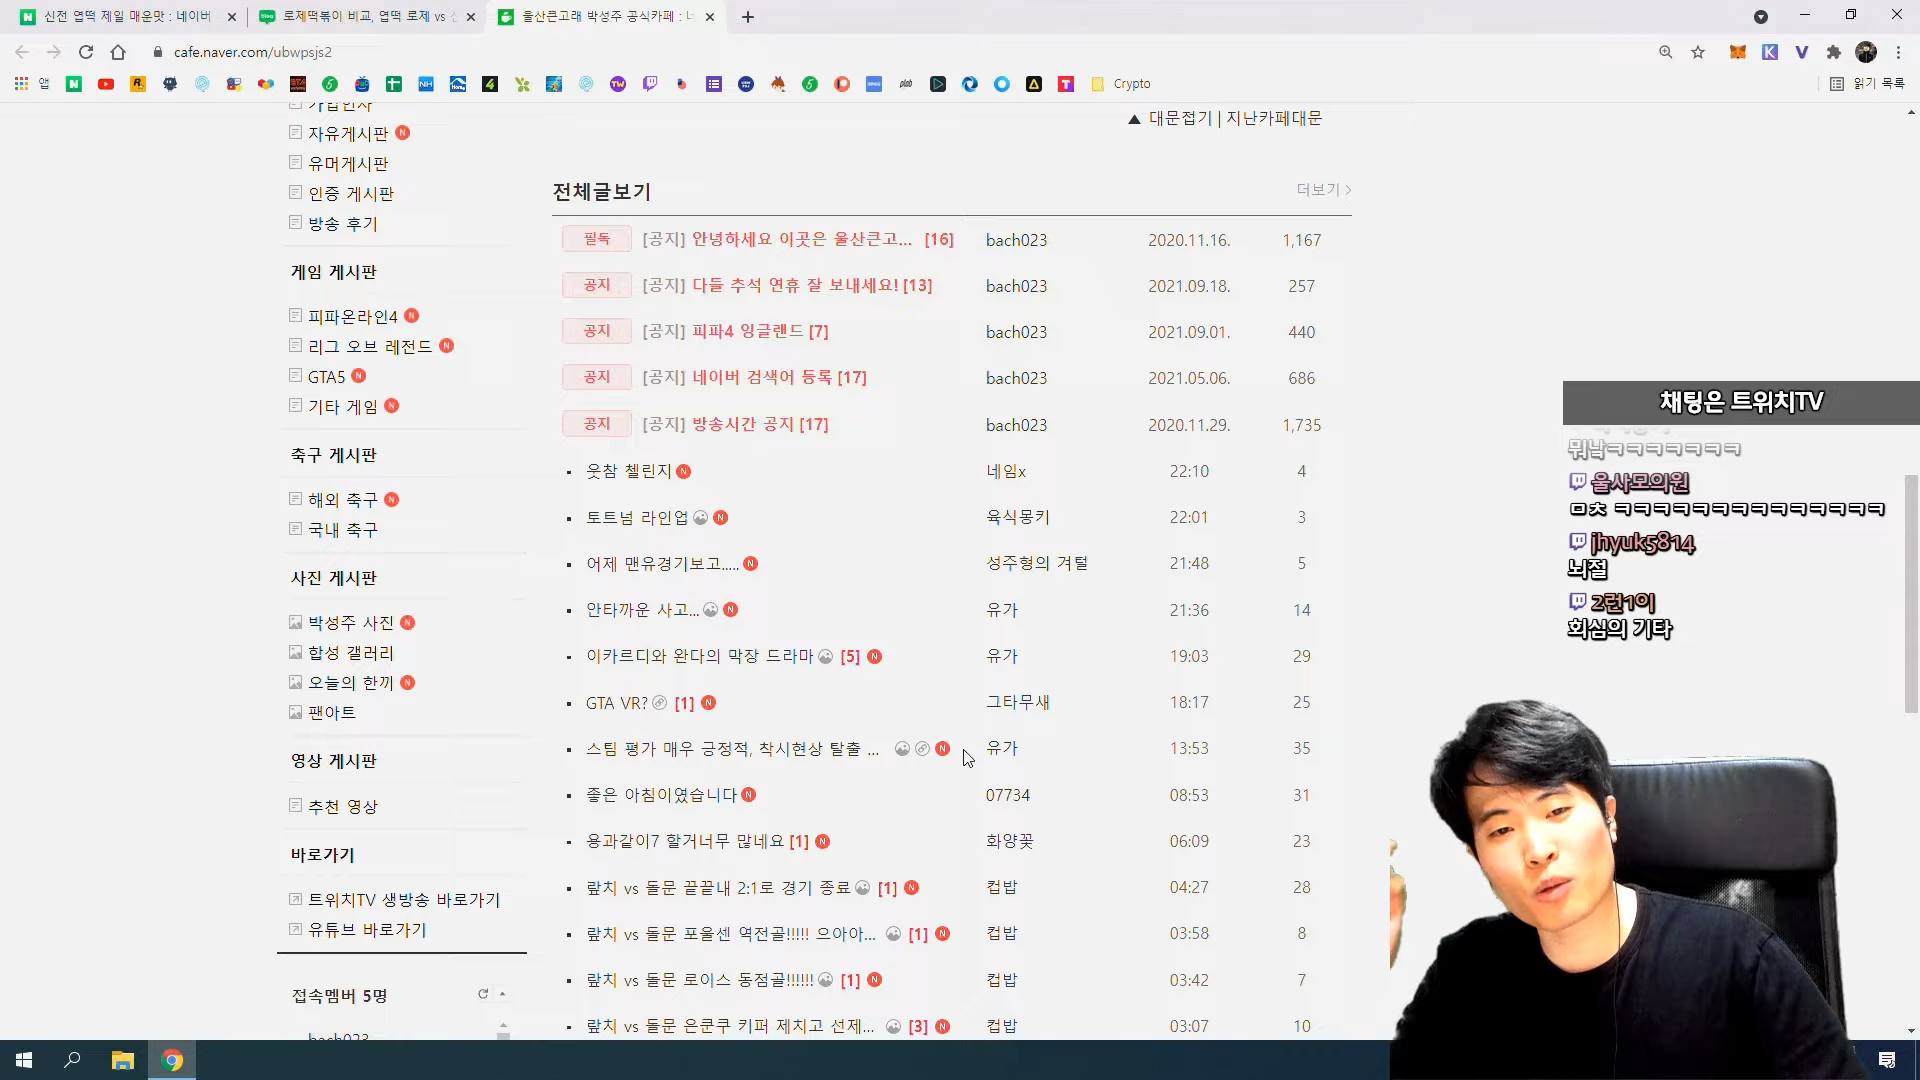 신전 엽떡 제일 매운맛 : 네이버
로제떡볶이 비교, 엽떡 로제 vs
울산큰고래 박성주 공식카페 : 네
cafe.naver.com/ubwpsjs2
앱
Crypto
읽기 목록
가입인사
자유게시판
유머게시판
인증 게시판
방송 후기
게임 게시판
피파온라인4
리그 오브 레전드
GTA5
기타 게임
축구 게시판
해외 축구
국내 축구
사진 게시판
박성주 사진
합성 갤러리
오늘의 한끼
팬아트
영상 게시판
추천 영상
바로가기
트위치TV 생방송 바로가기
유튜브 바로가기
접속멤버 5명
bach023
▲ 대문접기 | 지난카페대문
전체글보기 더보기 >
필독 [공지] 안녕하세요 이곳은 울산큰고... [16] bach023 2020.11.16. 1,167
공지 [공지] 다들 추석 연휴 잘 보내세요! [13] bach023 2021.09.18. 257
공지 [공지] 피파4 잉글랜드 [7] bach023 2021.09.01. 440
공지 [공지] 네이버 검색어 등록 [17] bach023 2021.05.06. 686
공지 [공지] 방송시간 공지 [17] bach023 2020.11.29. 1,735
웃참 첼린지 N 네임x 22:10 4
토트넘 라인업 N 육식몽키 22:01 3
어제 맨유경기보고..... N 성주형의 겨털 21:48 5
안타까운 사고... N 유가 21:36 14
이카르디와 완다의 막장 드라마 [5] N 유가 19:03 29
GTA VR? [1] N 그타무새 18:17 25
스팀 평가 매우 긍정적, 착시현상 탈출 ... N 유가 13:53 35
좋은 아침이였습니다 N 07734 08:53 31
용과같이7 할거너무 많네요 [1] N 화양꽃 06:09 23
랖치 vs 돌문 끝끝내 2:1로 경기 종료 [1] N 컵밥 04:27 28
랖치 vs 돌문 포울센 역전골!!!!! 으아아... [1] N 컵밥 03:58 8
랖치 vs 돌문 로이스 동점골!!!!!! [1] N 컵밥 03:42 7
랖치 vs 돌문 은쿤쿠 키퍼 제치고 선제... [3] N 컵밥 03:07 10
채팅은 트위치TV
뭐낰ㅋㅋㅋㅋㅋㅋㅋ
울사모의원
ㅁㅊ ㅋㅋㅋㅋㅋㅋㅋㅋㅋㅋㅋㅋㅋㅋ
jhyuk5814
뇌절
2런1이
회심의 기타